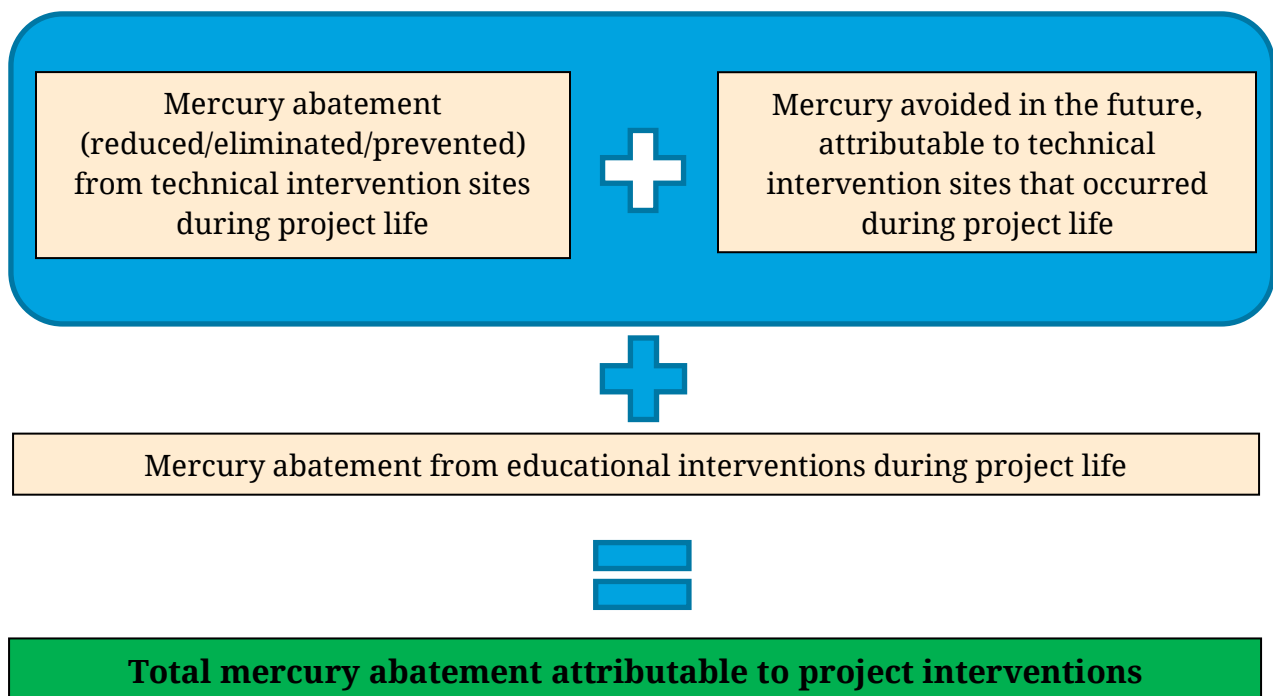 Mercury abatement
(reduced/eliminated/prevented)
from technical intervention sites
during project life
Mercury avoided in the future,
attributable to technical
intervention sites that occurred
during project life
Mercury abatement from educational interventions during project life
Total mercury abatement attributable to project interventions